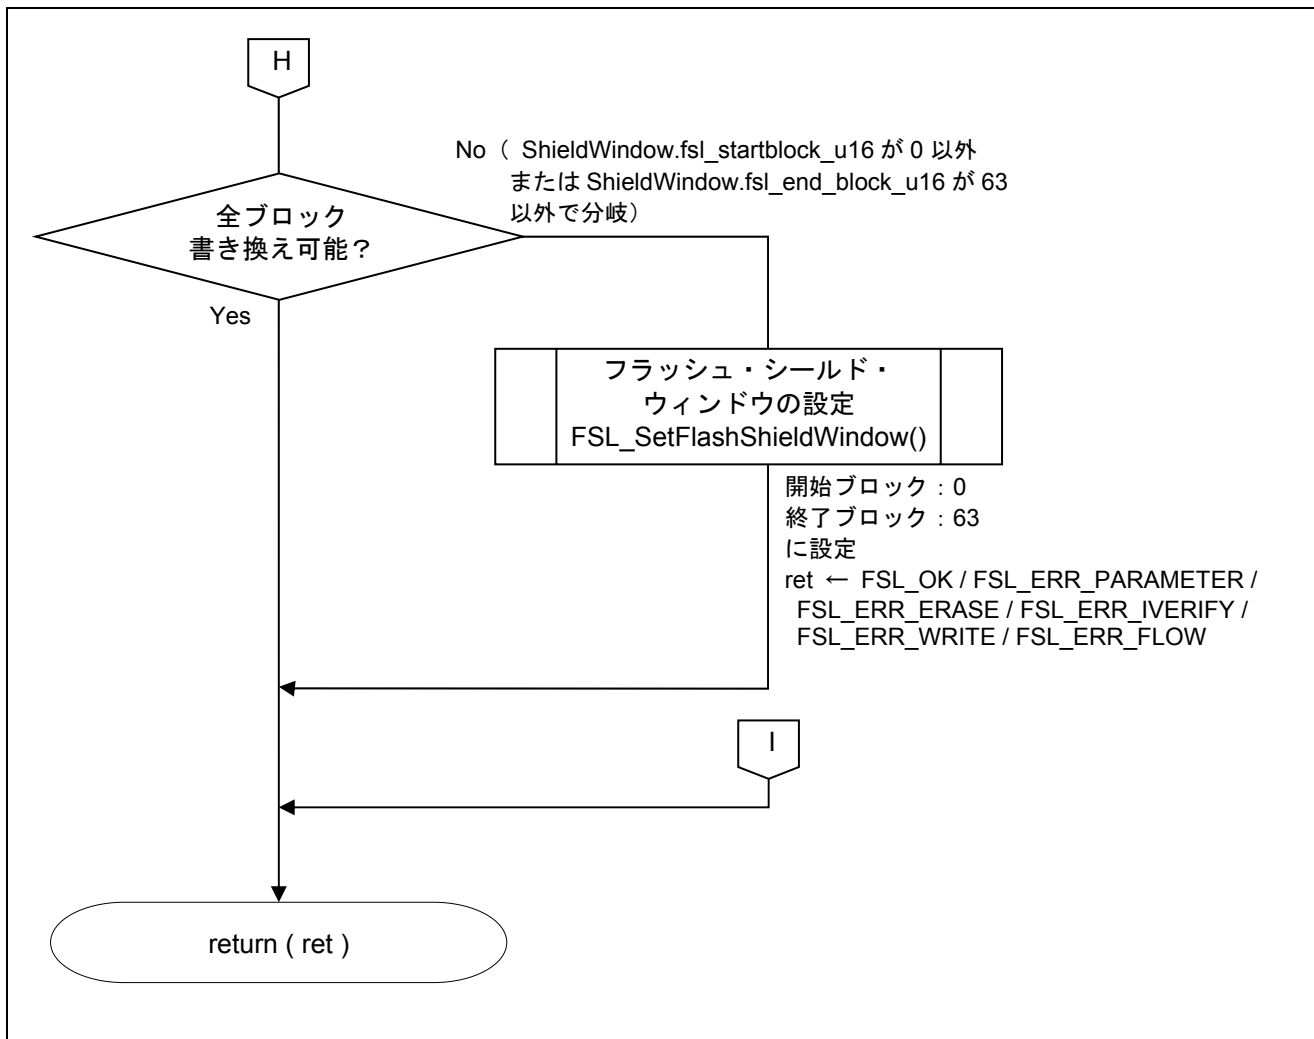 H
No（ ShieldWindow.fsl_startblock_u16 が 0 以外
または ShieldWindow.fsl_end_block_u16 が 63
以外で分岐）
全ブロック
書き換え可能？
Yes
フラッシュ・シールド・
ウィンドウの設定
FSL_SetFlashShieldWindow()
開始ブロック：0
終了ブロック：63
に設定
ret ← FSL_OK / FSL_ERR_PARAMETER /
FSL_ERR_ERASE / FSL_ERR_IVERIFY /
FSL_ERR_WRITE / FSL_ERR_FLOW
I
return ( ret )